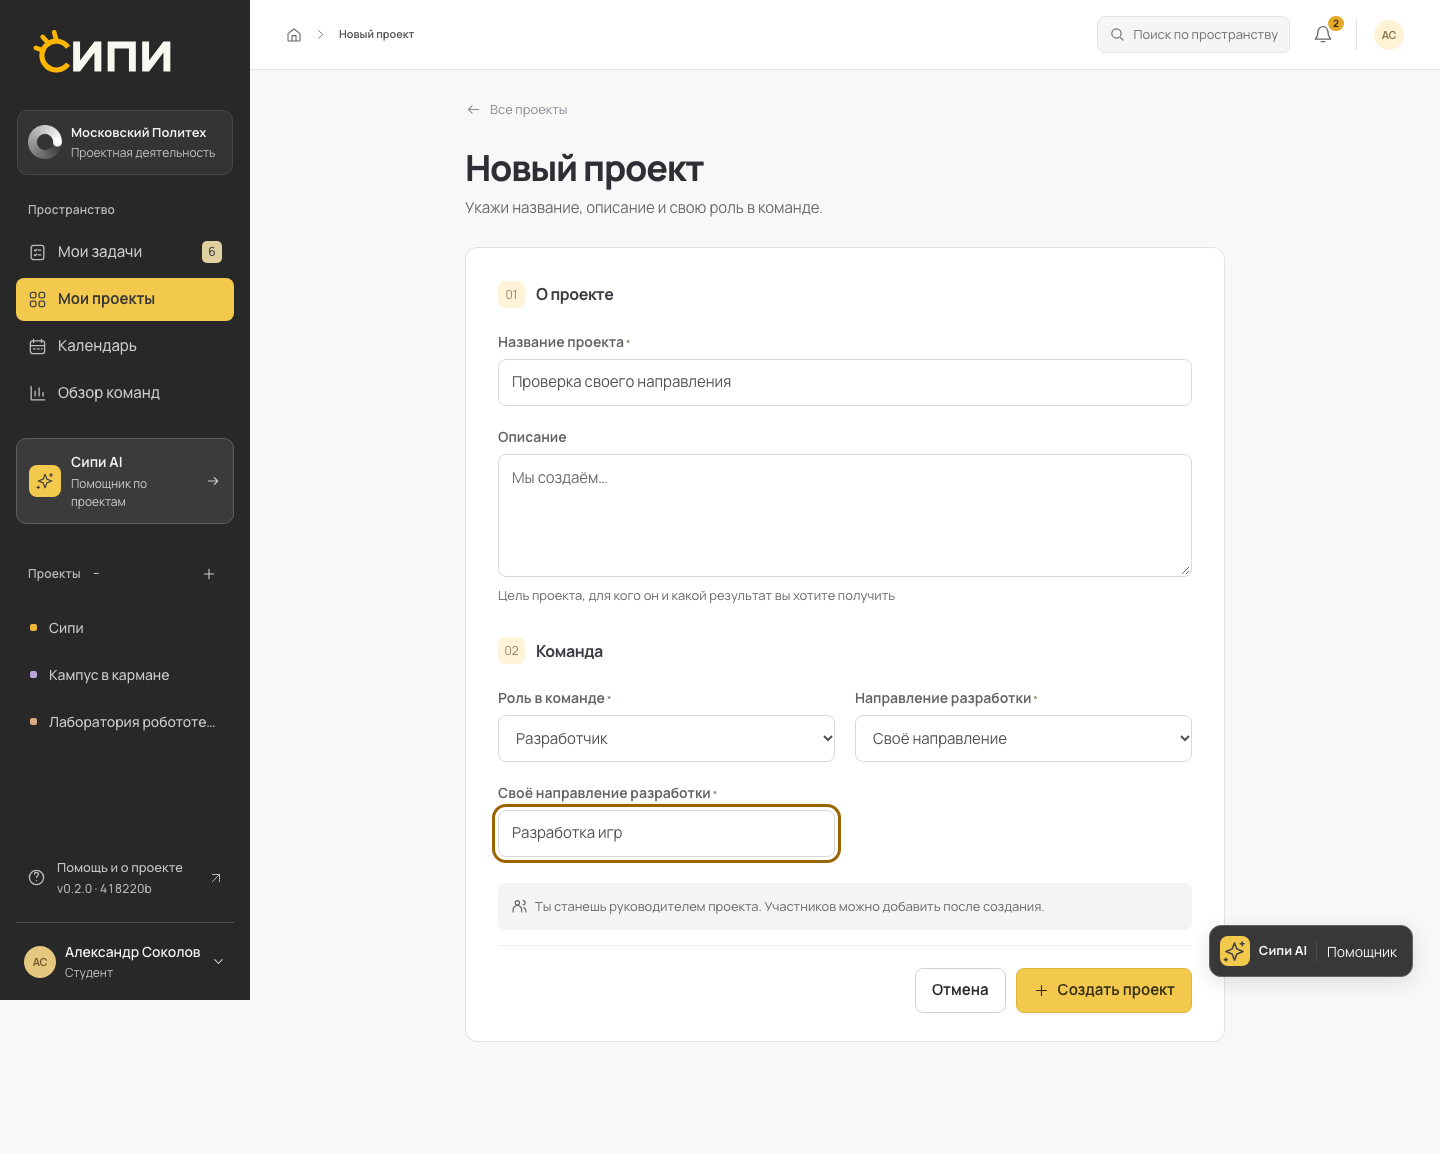 Сипи
Московский Политех
Проектная деятельность
Пространство
Мои задачи 6
Мои проекты
Календарь
Обзор команд
Сипи AI
Помощник по
проектам
Проекты –
Сипи
Кампус в кармане
Лаборатория робототе...
Помощь и о проекте
v0.2.0 · 418220b
АС
Александр Соколов
Студент
Новый проект
Поиск по пространству
2
АС
Все проекты
Новый проект
Укажи название, описание и свою роль в команде.
01 О проекте
Название проекта *
Проверка своего направления
Описание
Мы создаём...
Цель проекта, для кого он и какой результат вы хотите получить
02 Команда
Роль в команде * Направление разработки *
Разработчик Своё направление
Своё направление разработки *
Разработка игр
Ты станешь руководителем проекта. Участников можно добавить после создания.
Отмена + Создать проект
Сипи AI Помощник